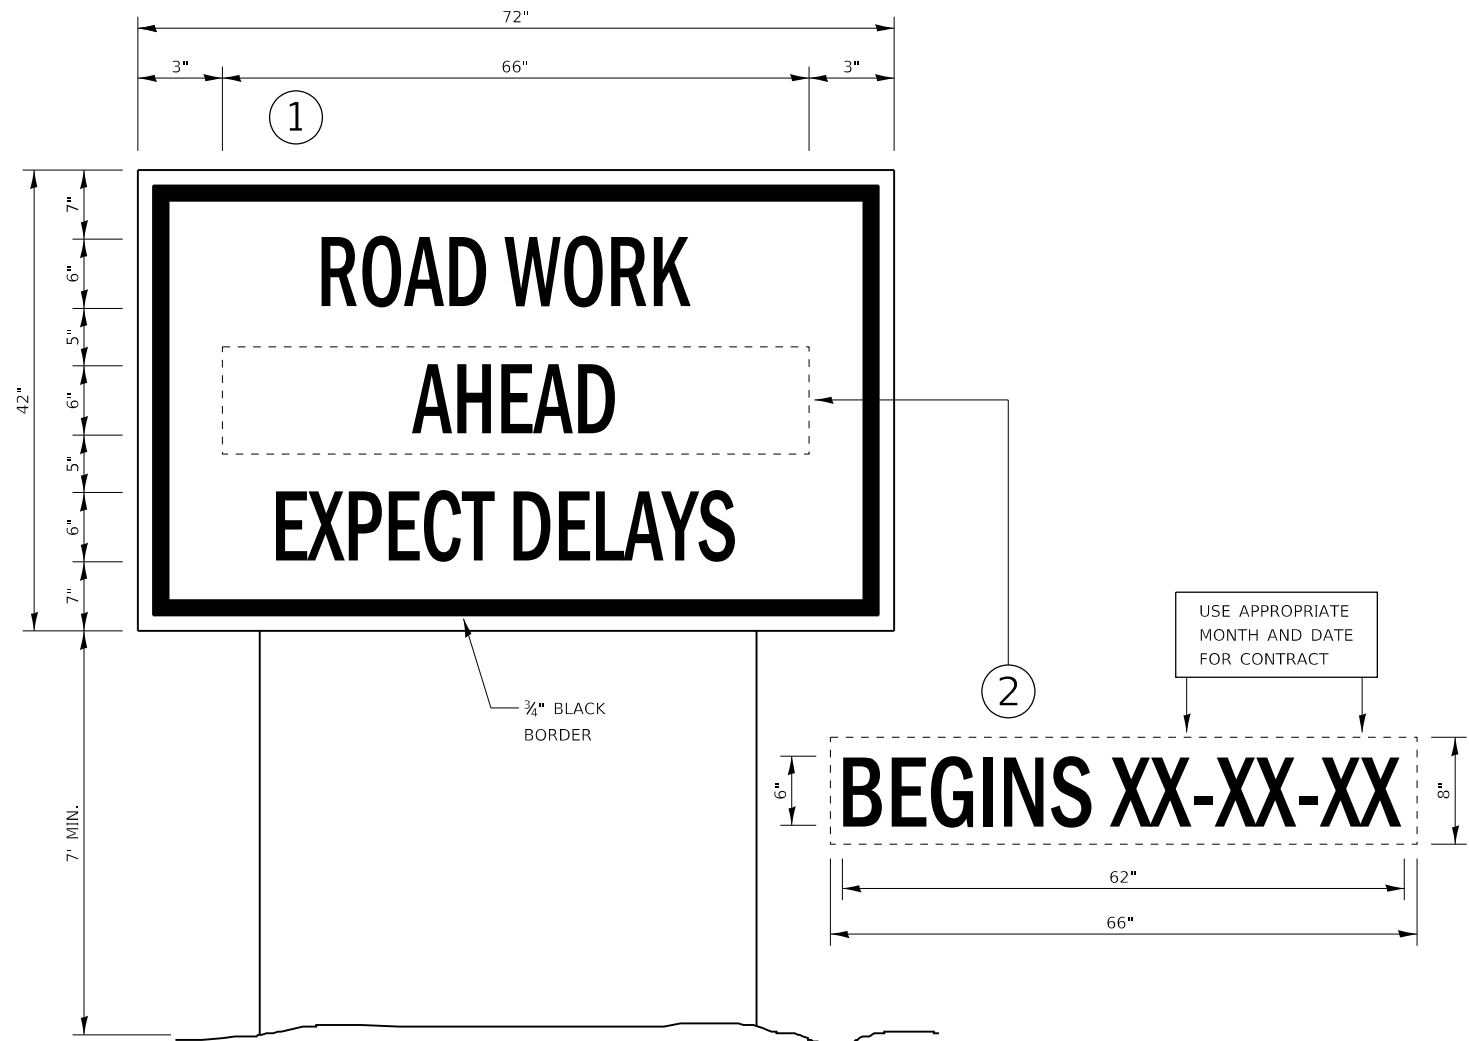 72"
3"
66"
3"
1
7"
6"
5"
6"
5"
6"
7"
42"
7' MIN.
ROAD WORK
AHEAD
EXPECT DELAYS
¾" BLACK
BORDER
2
USE APPROPRIATE
MONTH AND DATE
FOR CONTRACT
BEGINS XX-XX-XX
6"
8"
62"
66"